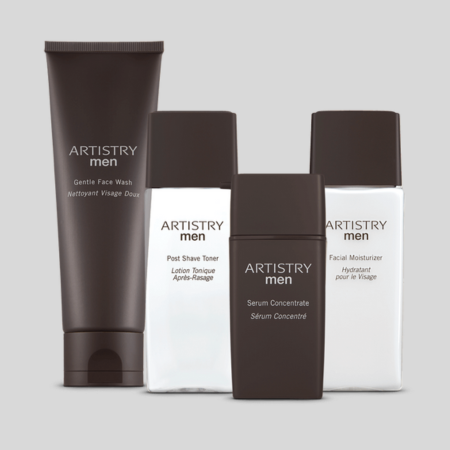 ARTISTRY
men
Gentle Face Wash
Nettoyant Visage Doux
ARTISTRY
men
Post Shave Toner
Lotion Tonique
Après-Rasage
ARTISTRY
men
Serum Concentrate
Sérum Concentré
ARTISTRY
men
Facial Moisturizer
Hydratant
pour le Visage